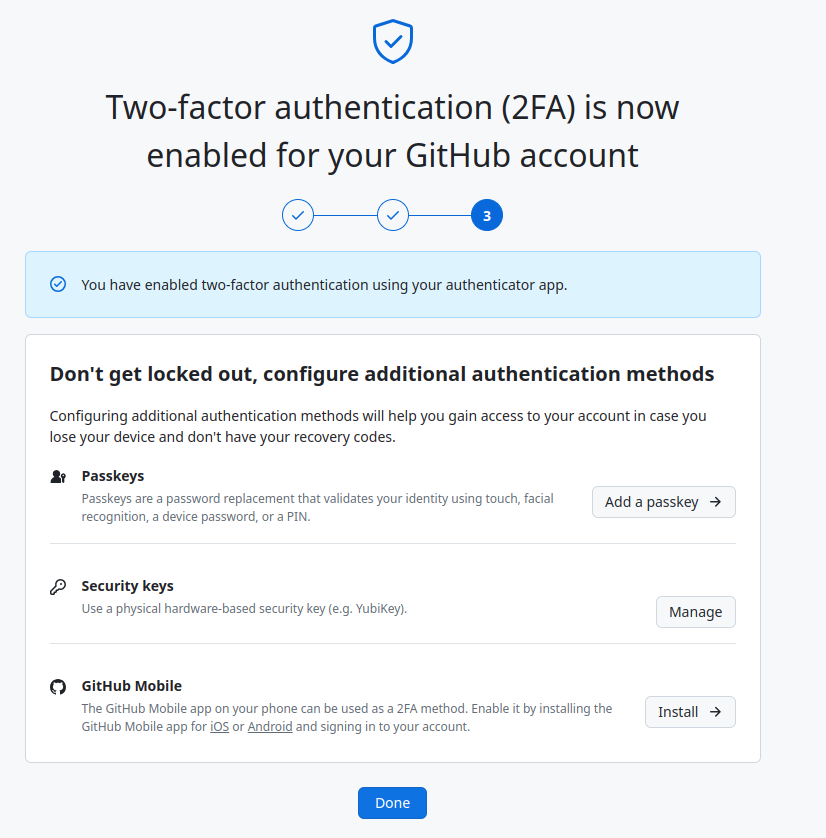 Two-factor authentication (2FA) is now
enabled for your GitHub account
3
You have enabled two-factor authentication using your authenticator app.
Don't get locked out, configure additional authentication methods
Configuring additional authentication methods will help you gain access to your account in case you
lose your device and don't have your recovery codes.
Passkeys
Passkeys are a password replacement that validates your identity using touch, facial
recognition, a device password, or a PIN.
Add a passkey
Security keys
Use a physical hardware-based security key (e.g. YubiKey).
Manage
GitHub Mobile
The GitHub Mobile app on your phone can be used as a 2FA method. Enable it by installing the
GitHub Mobile app for iOS or Android and signing in to your account.
Install
Done